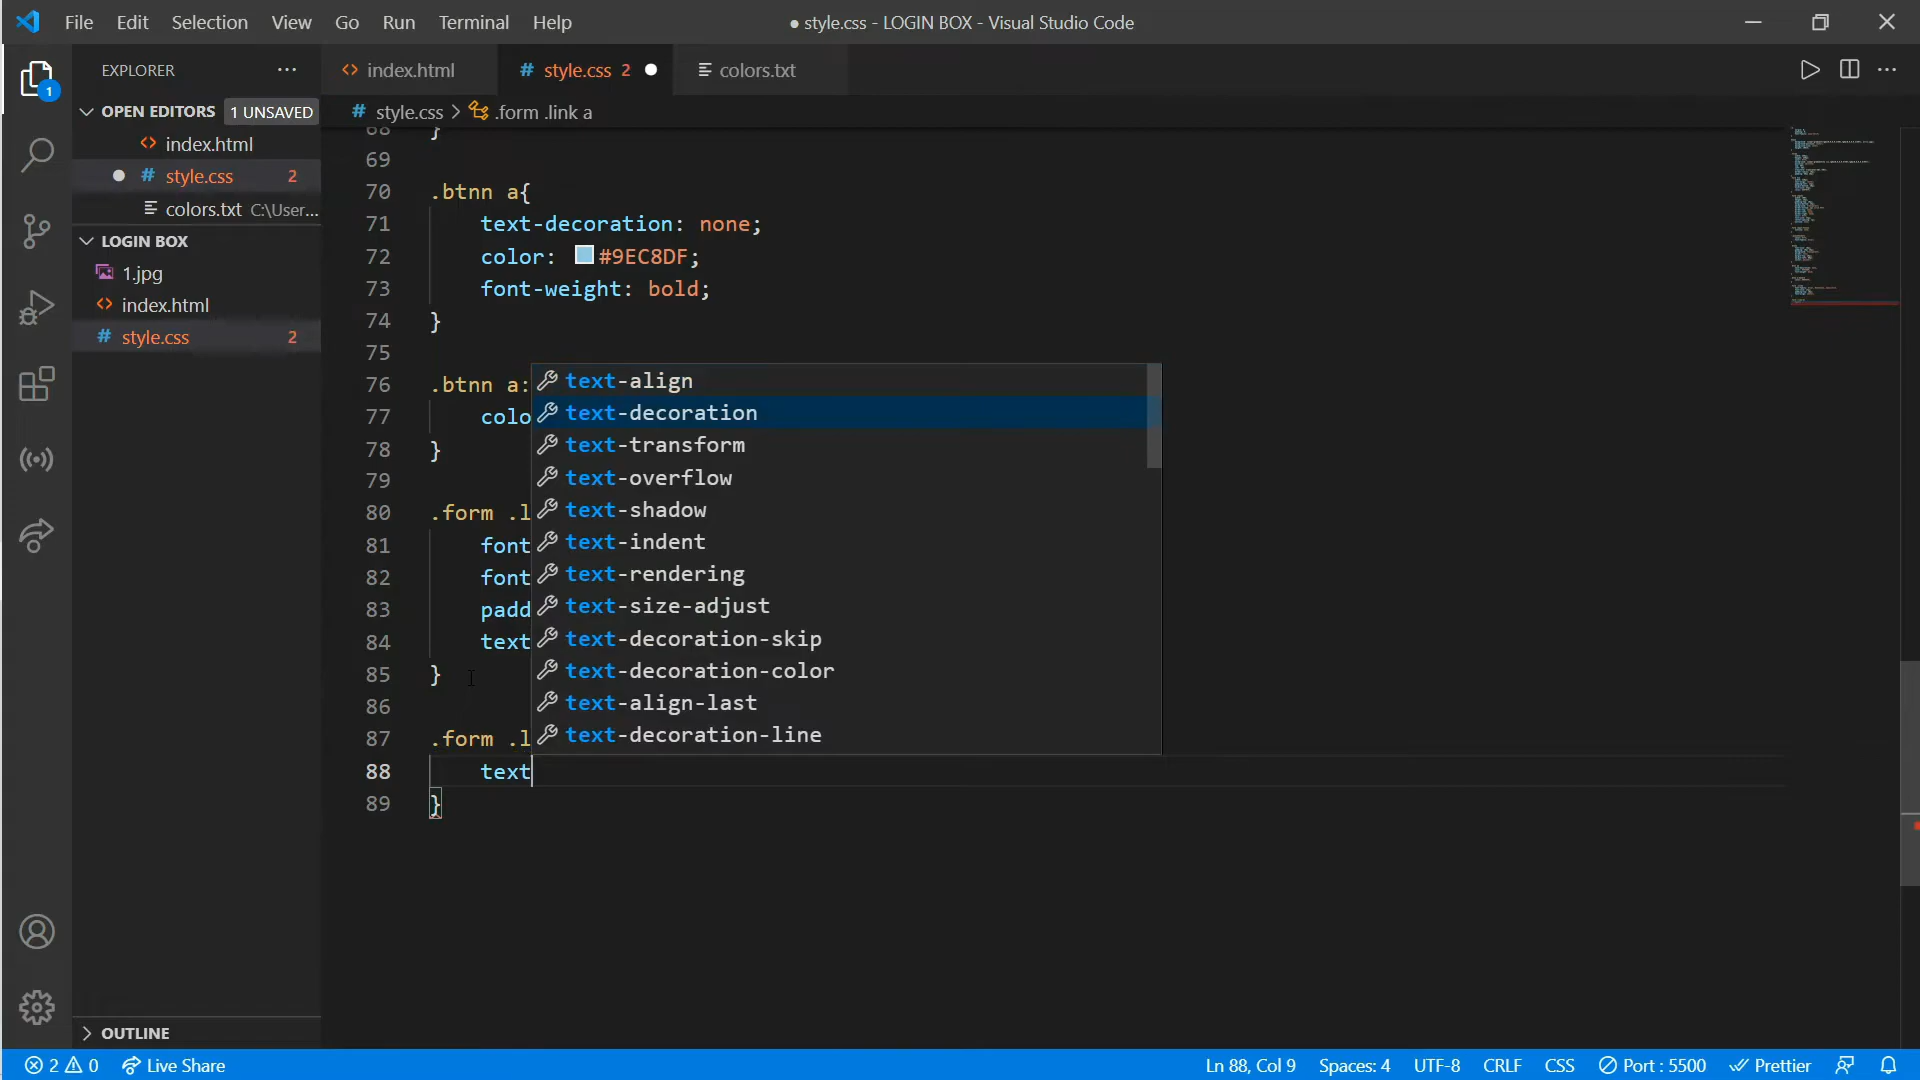 File Edit Selection View Go Run Terminal Help
● style.css - LOGIN BOX - Visual Studio Code
EXPLORER ···
OPEN EDITORS 1 UNSAVED
<> index.html
● # style.css 2
colors.txt C:\User...
LOGIN BOX
1.jpg
<> index.html
# style.css 2
OUTLINE
1
<> index.html
# style.css 2 ●
colors.txt
# style.css > .form .link a
68 }
69
70 .btnn a{
71 text-decoration: none;
72 color: #9EC8DF;
73 font-weight: bold;
74 }
75
76 .btnn a:
77 colo
78 }
79
80 .form .l
81 font
82 font
83 padd
84 text
85 }
86
87 .form .l
88 text
89 }
text-align
text-decoration
text-transform
text-overflow
text-shadow
text-indent
text-rendering
text-size-adjust
text-decoration-skip
text-decoration-color
text-align-last
text-decoration-line
2 0 Live Share
Ln 88, Col 9 Spaces: 4 UTF-8 CRLF CSS Port : 5500 Prettier